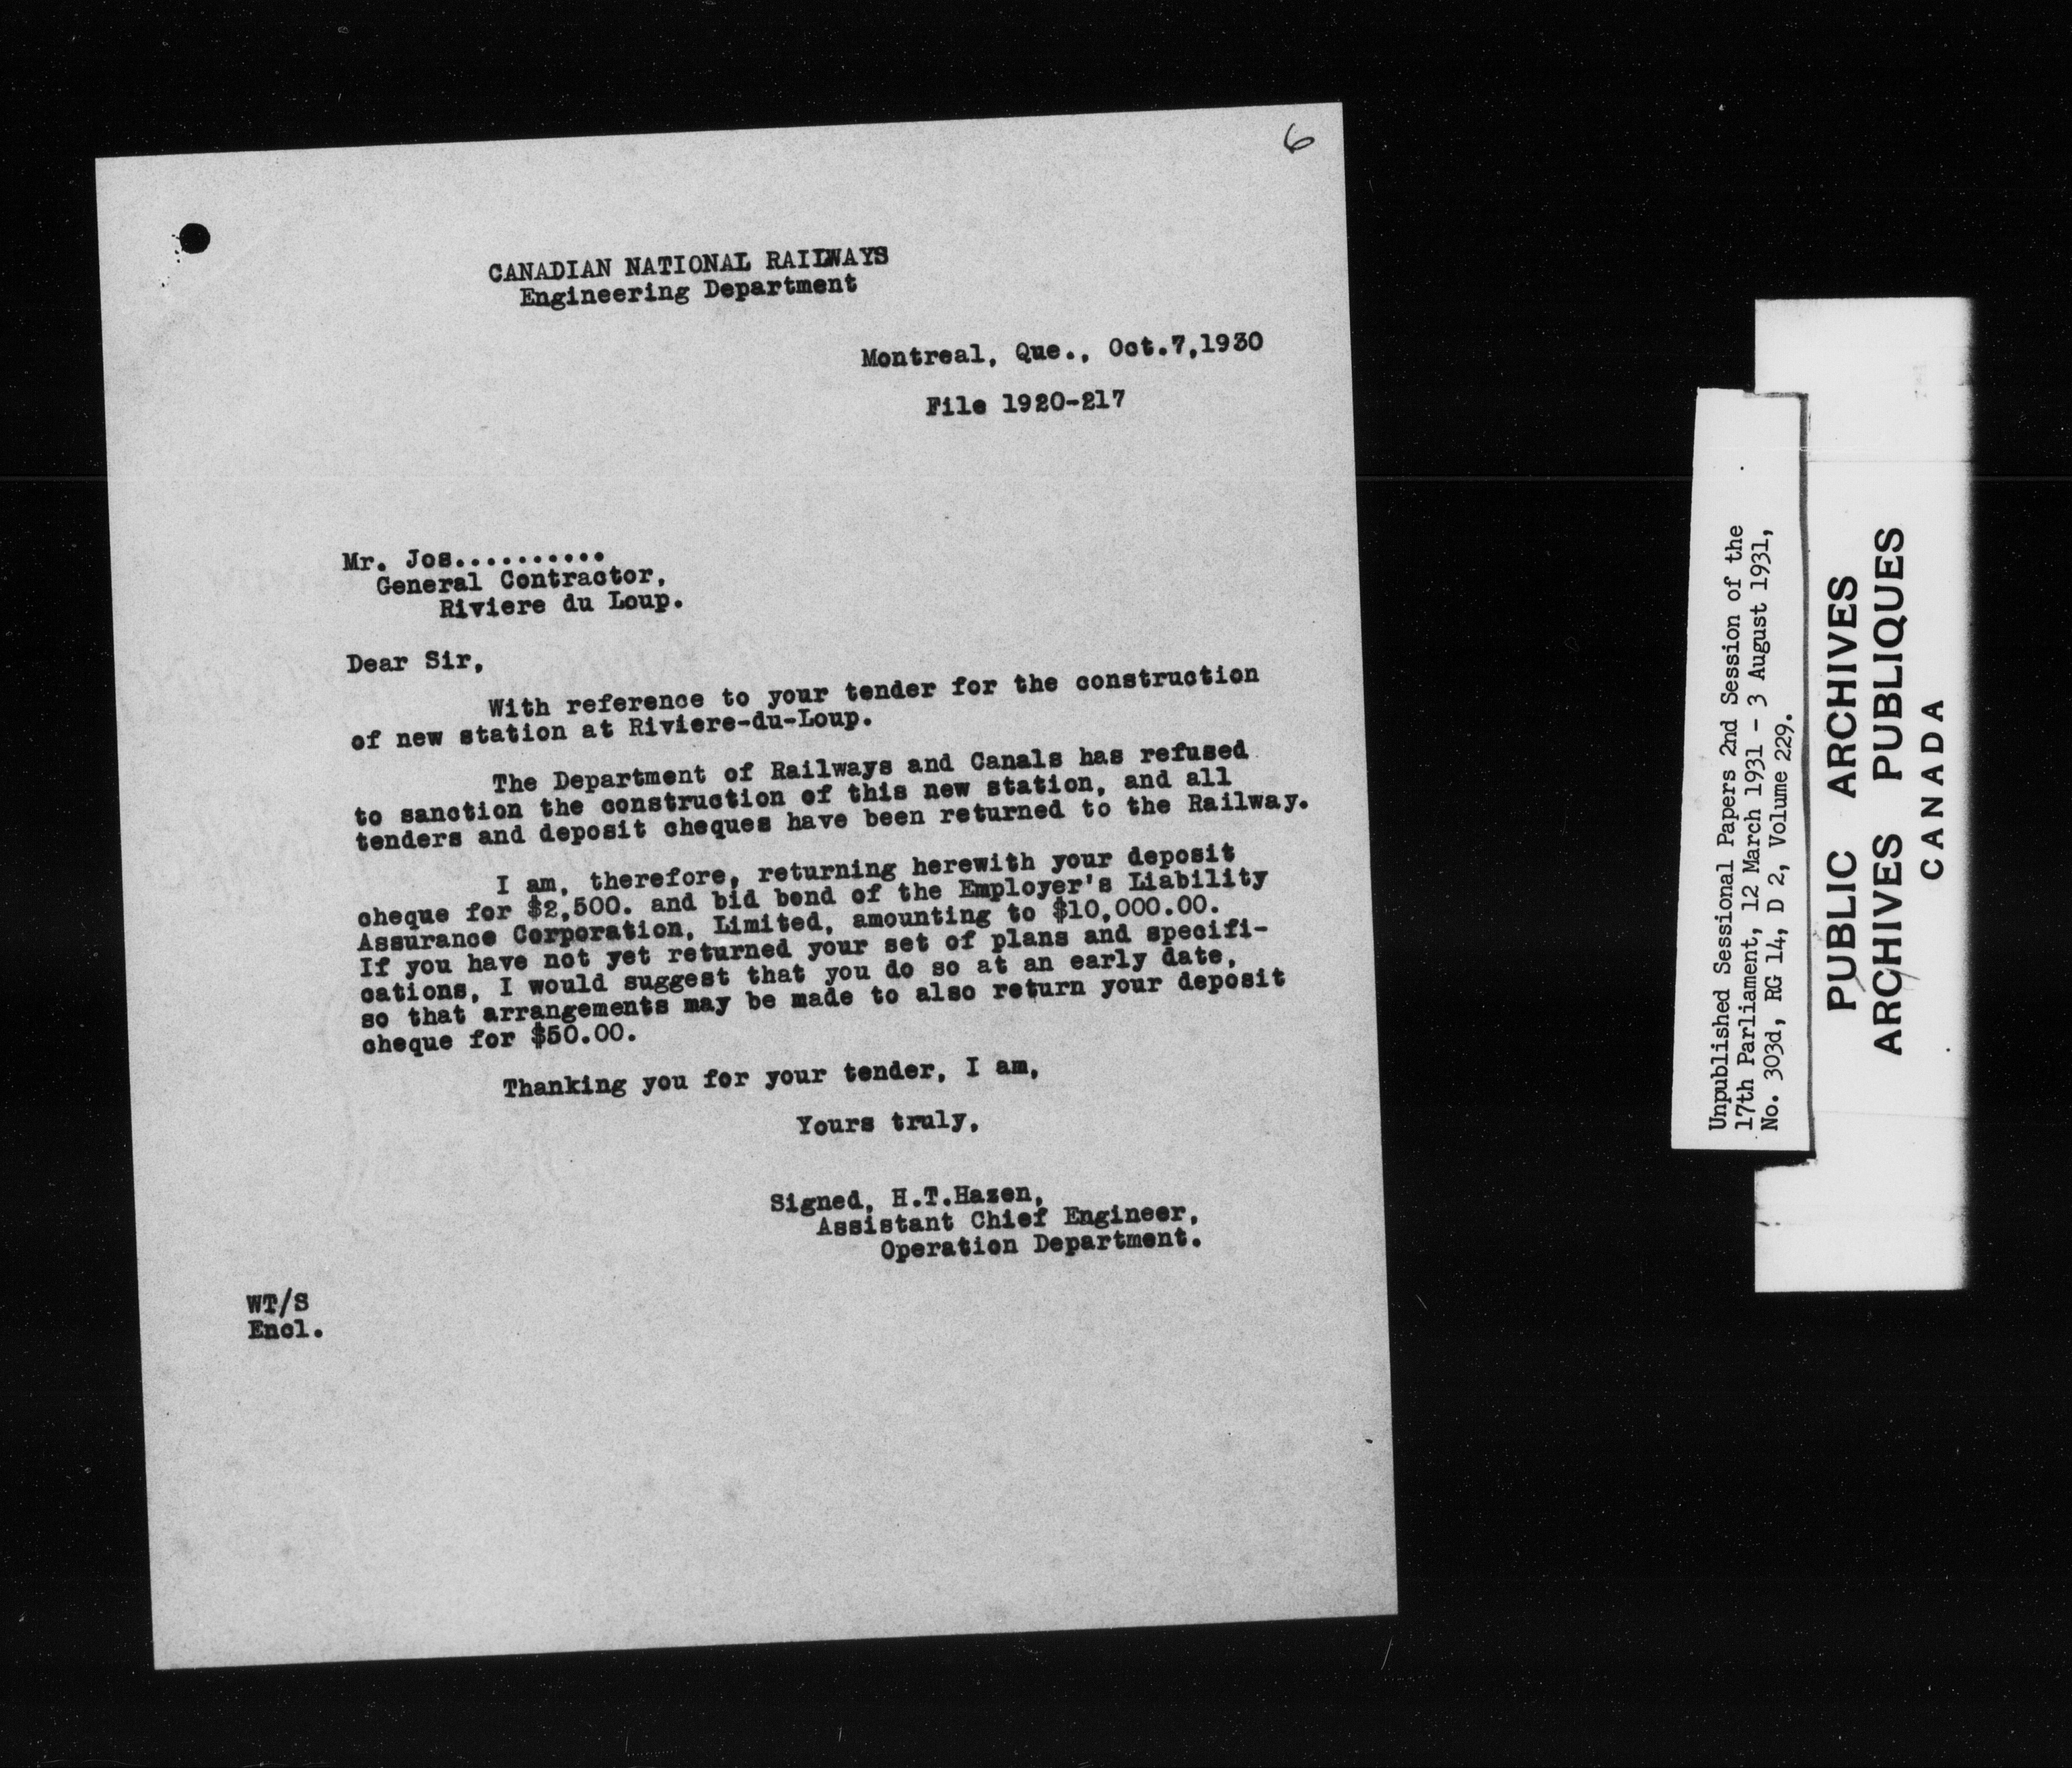 6
CANADIAN NATIONAL RAILWAYS
Engineering Department
Montreal, Que., Oct.7,1930
File 1920-217
Mr. Jos..........
General Contractor,
Riviere du Loup.
Dear Sir,
With reference to your tender for the construction
of new station at Riviere-du-Loup.
The Department of Railways and Canals has refused
to sanction the construction of this new station, and all
tenders and deposit cheques have been returned to the Railway.
I am, therefore, returning herewith your deposit
cheque for $2,500. and bid bond of the Employer's Liability
Assurance Corporation, Limited, amounting to $10,000.00.
If you have not yet returned your set of plans and specifi-
cations, I would suggest that you do so at an early date,
so that arrangements may be made to also return your deposit
cheque for $50.00.
Thanking you for your tender, I am,
Yours truly,
Signed, H.T.Hazen,
Assistant Chief Engineer,
Operation Department.
WT/S
Encl.
Unpublished Sessional Papers 2nd Session of the
17th Parliament, 12 March 1931 - 3 August 1931,
No. 303d, RG 14, D 2, Volume 229.
PUBLIC ARCHIVES
ARCHIVES PUBLIQUES
CANADA